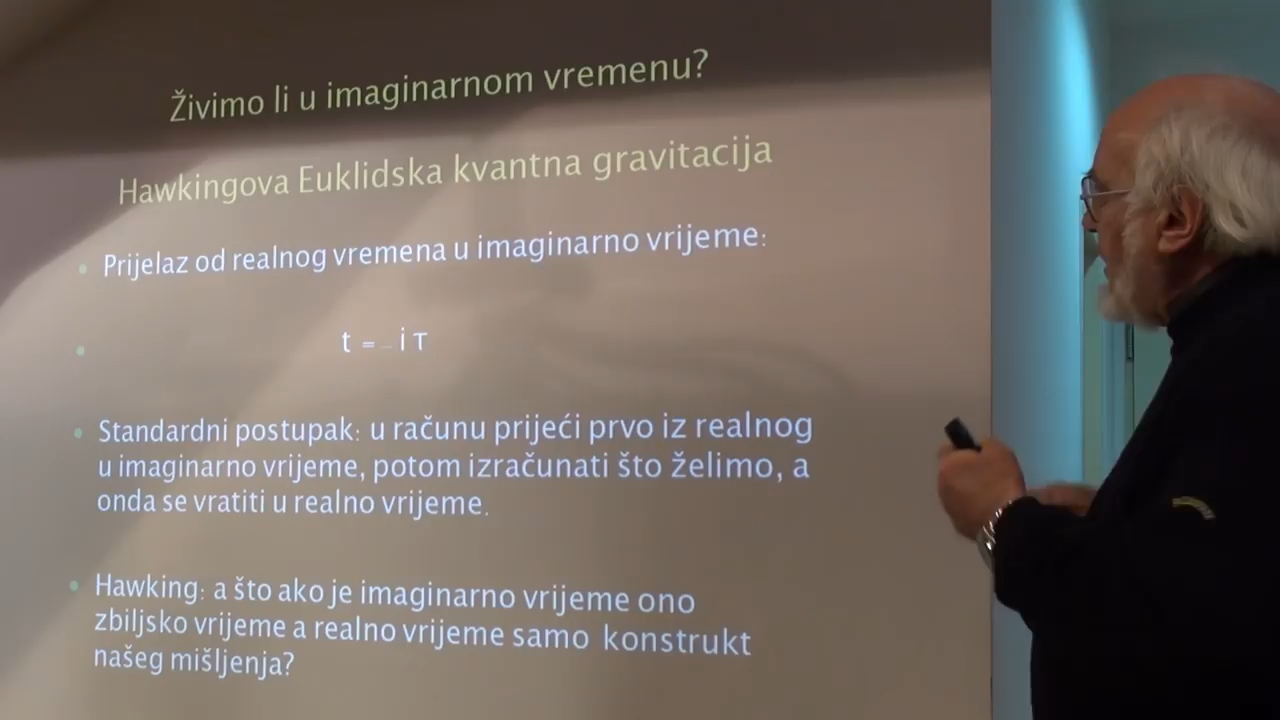 Živimo li u imaginarnom vremenu?
Hawkingova Euklidska kvantna gravitacija
• Prijelaz od realnog vremena u imaginarno vrijeme:
• t = - i τ
• Standardni postupak: u računu prijeći prvo iz realnog
u imaginarno vrijeme, potom izračunati što želimo, a
onda se vratiti u realno vrijeme.
• Hawking: a što ako je imaginarno vrijeme ono
zbiljsko vrijeme a realno vrijeme samo konstrukt
našeg mišljenja?